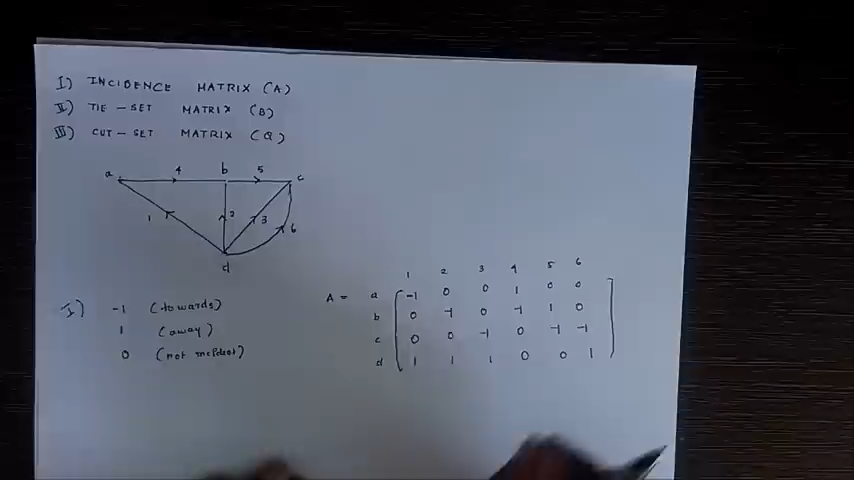 I) INCIDENCE MATRIX (A)
II) TIE-SET MATRIX (B)
III) CUT-SET MATRIX (Q)
a 4 b 5 c
1 2 3 6
d
I) -1 (towards)
1 (away)
0 (not incident)
1 2 3 4 5 6
A = a -1 0 0 1 0 0
b 0 -1 0 -1 1 0
c 0 0 -1 0 -1 -1
d 1 1 1 0 0 1